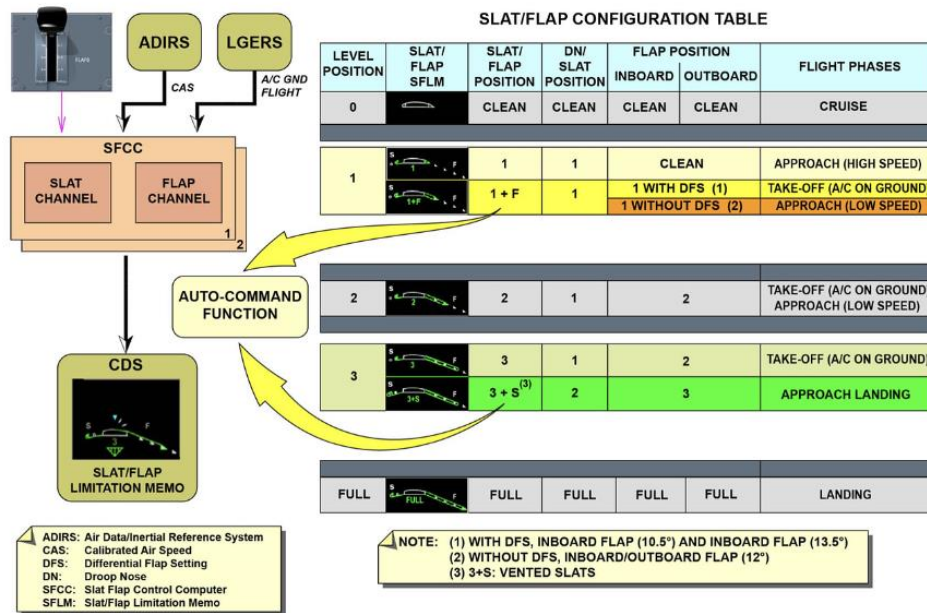 SLAT/FLAP CONFIGURATION TABLE
FLAPS
ADIRS
LGERS
CAS
A/C GND
FLIGHT
SFCC
SLAT
CHANNEL
FLAP
CHANNEL
1
2
AUTO-COMMAND
FUNCTION
CDS
S F
3
SLAT/FLAP
LIMITATION MEMO
LEVEL
POSITION
SLAT/
FLAP
SFLM
SLAT/
FLAP
POSITION
DN/
SLAT
POSITION
FLAP POSITION
INBOARD OUTBOARD
FLIGHT PHASES
0 CLEAN CLEAN CLEAN CLEAN CRUISE
1
S F
1
1 1 CLEAN APPROACH (HIGH SPEED)
S F
1+F
1 + F 1
1 WITH DFS (1) TAKE-OFF (A/C ON GROUND)
1 WITHOUT DFS (2) APPROACH (LOW SPEED)
2
S F
2
2 1 2
TAKE-OFF (A/C ON GROUND)
APPROACH (LOW SPEED)
3
S F
3
3 1 2 TAKE-OFF (A/C ON GROUND)
S F
3+S
3 + S(3) 2 3 APPROACH LANDING
FULL
S F
FULL
FULL FULL FULL FULL LANDING
ADIRS: Air Data/Inertial Reference System
CAS: Calibrated Air Speed
DFS: Differential Flap Setting
DN: Droop Nose
SFCC: Slat Flap Control Computer
SFLM: Slat/Flap Limitation Memo
NOTE: (1) WITH DFS, INBOARD FLAP (10.5°) AND INBOARD FLAP (13.5°)
(2) WITHOUT DFS, INBOARD/OUTBOARD FLAP (12°)
(3) 3+S: VENTED SLATS